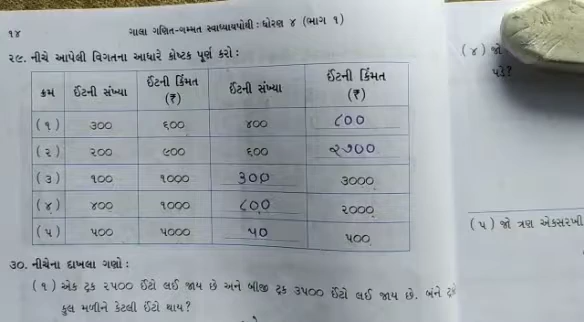 ૧૪
ગાલા ગણિત-ગમ્મત સ્વાધ્યાયપોથી : ધોરણ ૪ (ભાગ ૧)
૨૯. નીચે આપેલી વિગતના આધારે કોષ્ટક પૂર્ણ કરો :
ક્રમ ઈંટની સંખ્યા ઈંટની કિંમત (₹) ઈંટની સંખ્યા ઈંટની કિંમત (₹)
(૧) ૩૦૦ ૬૦૦ ૪૦૦ ૮૦૦
(૨) ૨૦૦ ૯૦૦ ૬૦૦ ૨૭૦૦
(૩) ૧૦૦ ૧૦૦૦ ૩૦૦ ૩૦૦૦
(૪) ૪૦૦ ૧૦૦૦ ૮૦૦ ૨૦૦૦
(૫) ૫૦૦ ૫૦૦૦ ૫૦ ૫૦૦
૩૦. નીચેના દાખલા ગણો :
(૧) એક ટ્રક ૨૫૦૦ ઈંટો લઈ જાય છે અને બીજી ટ્રક ૩૫૦૦ ઈંટો લઈ જાય છે. બંને
કુલ મળીને કેટલી ઈંટો થાય?
(૪) જો
પડે?
(૫) જો ત્રણ એકસરખી